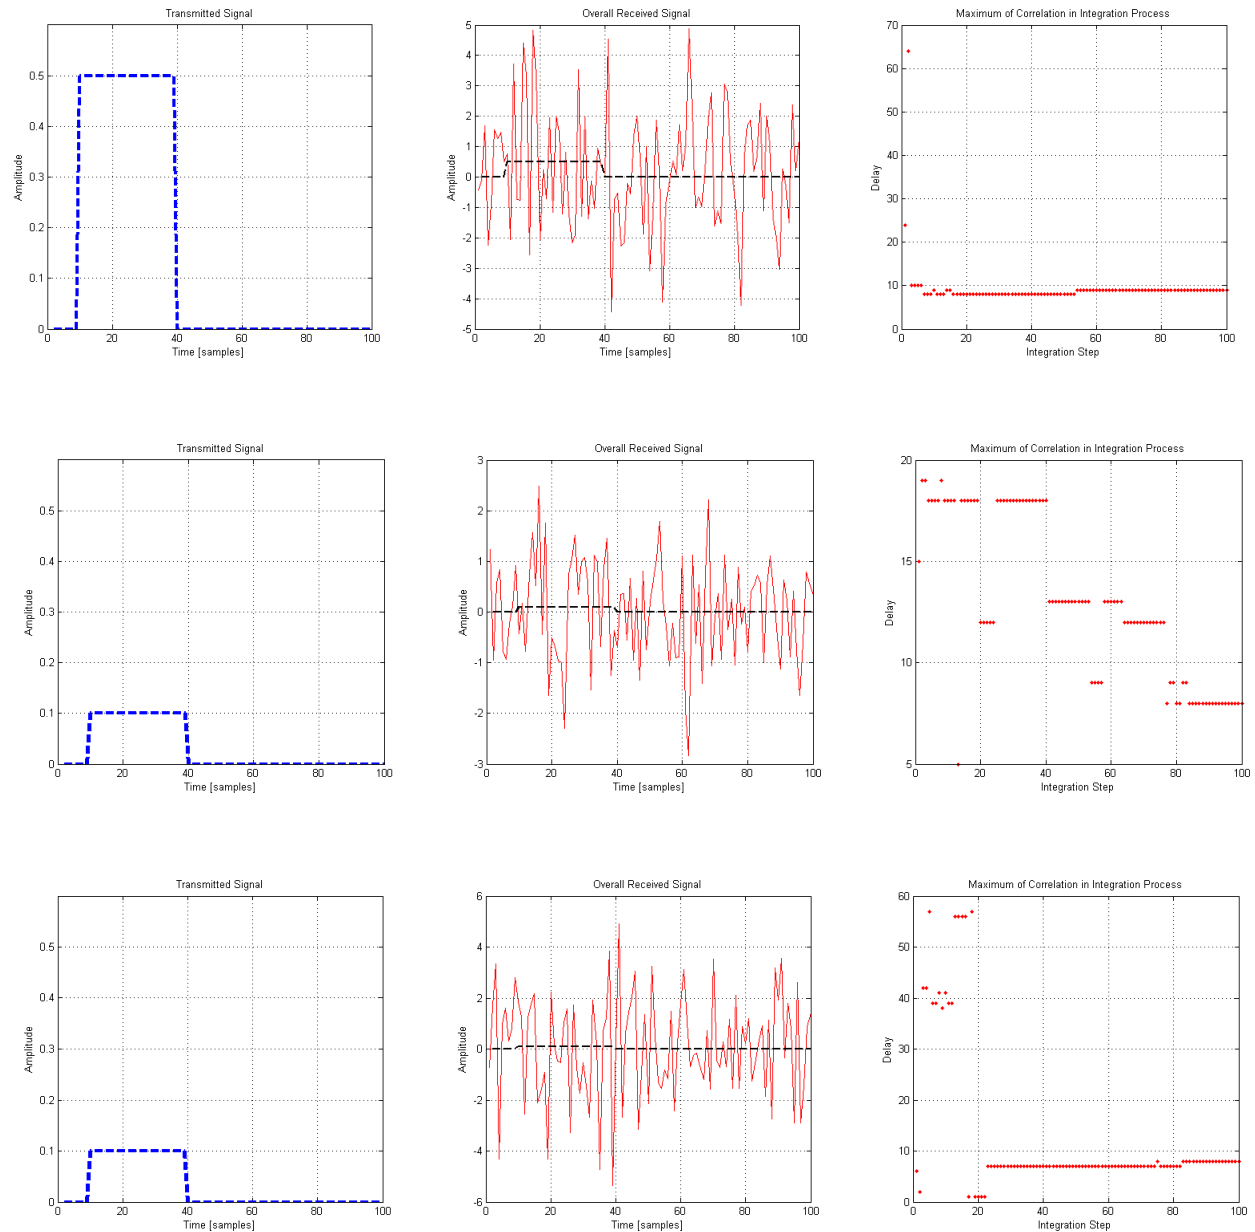 Transmitted Signal
0.5
0.4
0.3
0.2
0.1
0
0 20 40 60 80 100
Amplitude
Time [samples]
Overall Received Signal
5
4
3
2
1
0
-1
-2
-3
-4
-5
0 20 40 60 80 100
Amplitude
Time [samples]
Maximum of Correlation in Integration Process
70
60
50
40
30
20
10
0
0 20 40 60 80 100
Delay
Integration Step
Transmitted Signal
0.5
0.4
0.3
0.2
0.1
0
0 20 40 60 80 100
Amplitude
Time [samples]
Overall Received Signal
3
2
1
0
-1
-2
-3
0 20 40 60 80 100
Amplitude
Time [samples]
Maximum of Correlation in Integration Process
20
15
10
5
0 20 40 60 80 100
Delay
Integration Step
Transmitted Signal
0.5
0.4
0.3
0.2
0.1
0
0 20 40 60 80 100
Amplitude
Time [samples]
Overall Received Signal
6
4
2
0
-2
-4
-6
0 20 40 60 80 100
Amplitude
Time [samples]
Maximum of Correlation in Integration Process
60
50
40
30
20
10
0
0 20 40 60 80 100
Delay
Integration Step